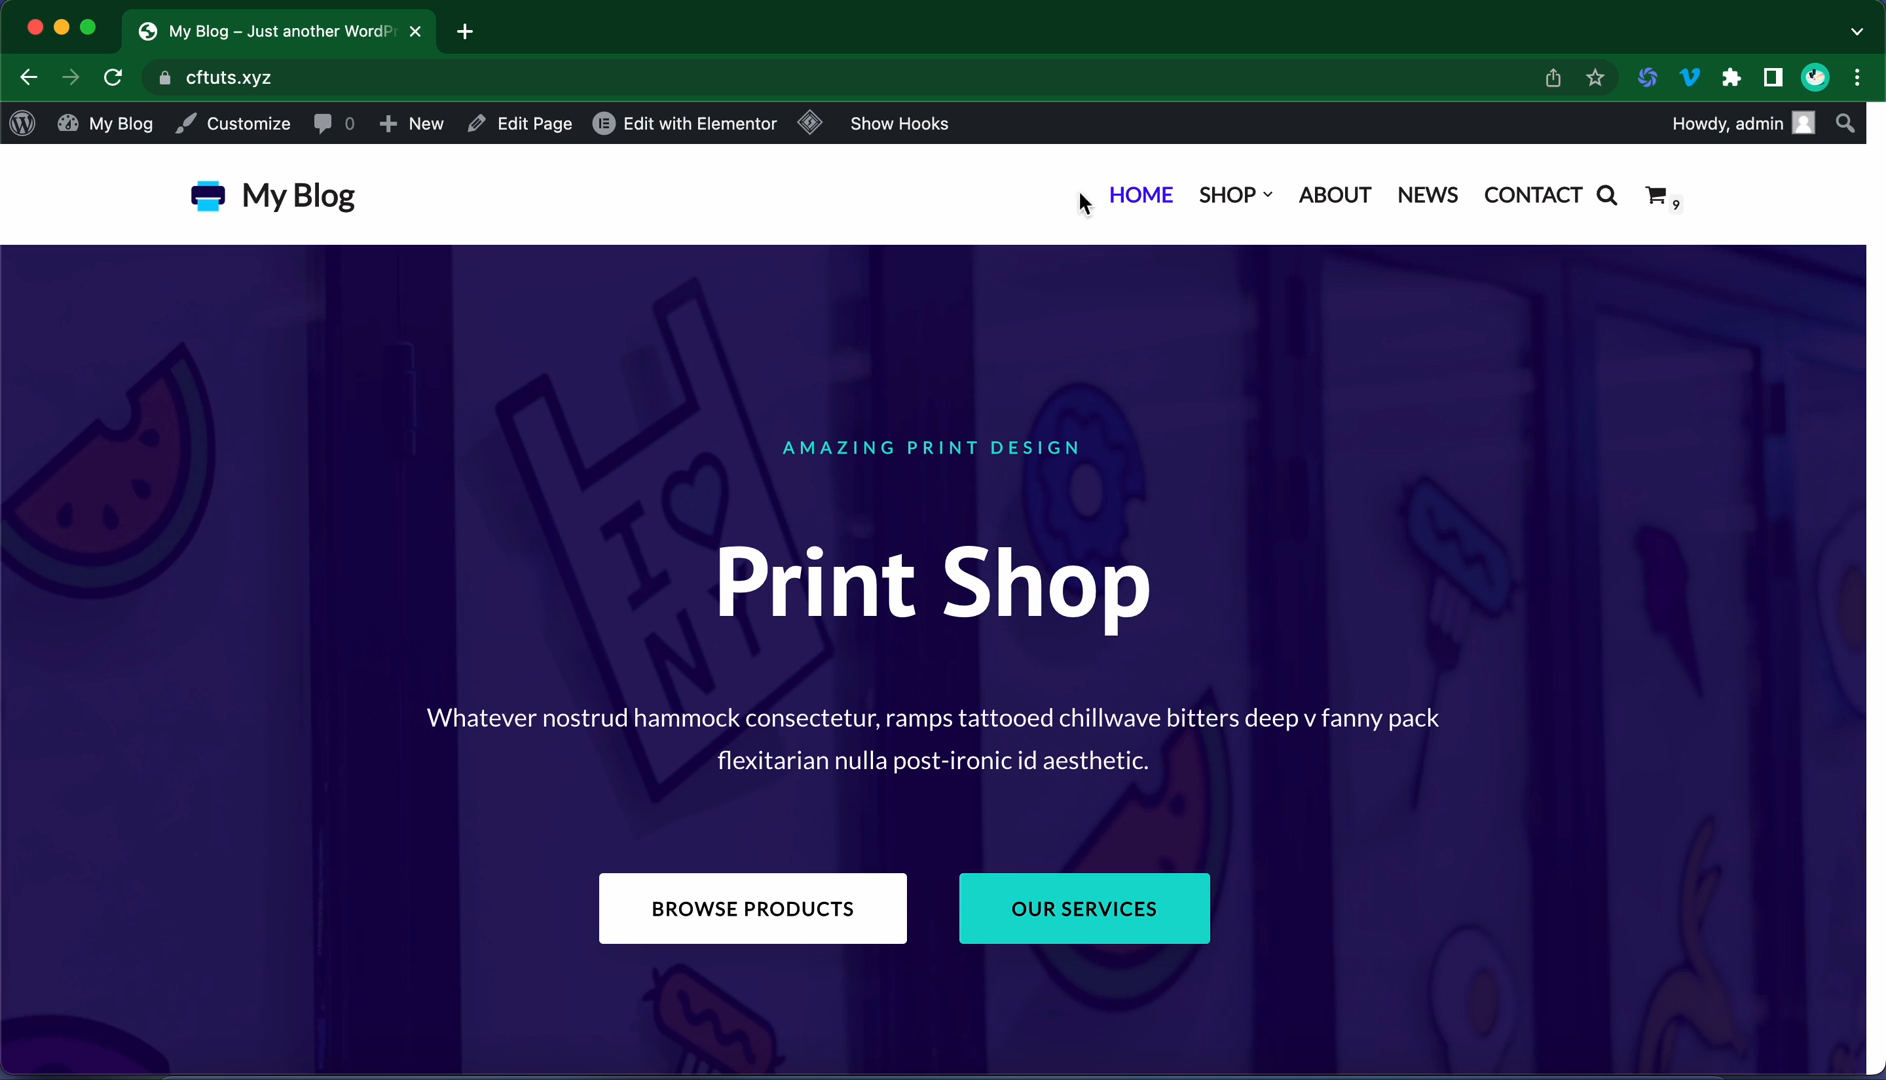 My Blog – Just another WordPr
cftuts.xyz
My Blog Customize 0 New Edit Page Edit with Elementor Show Hooks Howdy, admin
My Blog HOME SHOP ABOUT NEWS CONTACT 9
I
NY
AMAZING PRINT DESIGN
Print Shop
Whatever nostrud hammock consectetur, ramps tattooed chillwave bitters deep v fanny pack
flexitarian nulla post-ironic id aesthetic.
BROWSE PRODUCTS OUR SERVICES